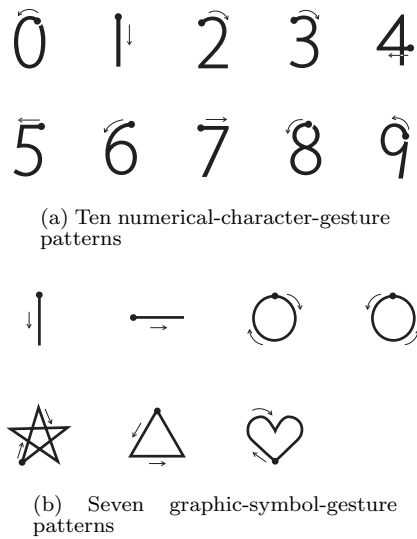 0 1 2 3 4
5 6 7 8 9
(a) Ten numerical-character-gesture
patterns
(b) Seven graphic-symbol-gesture
patterns